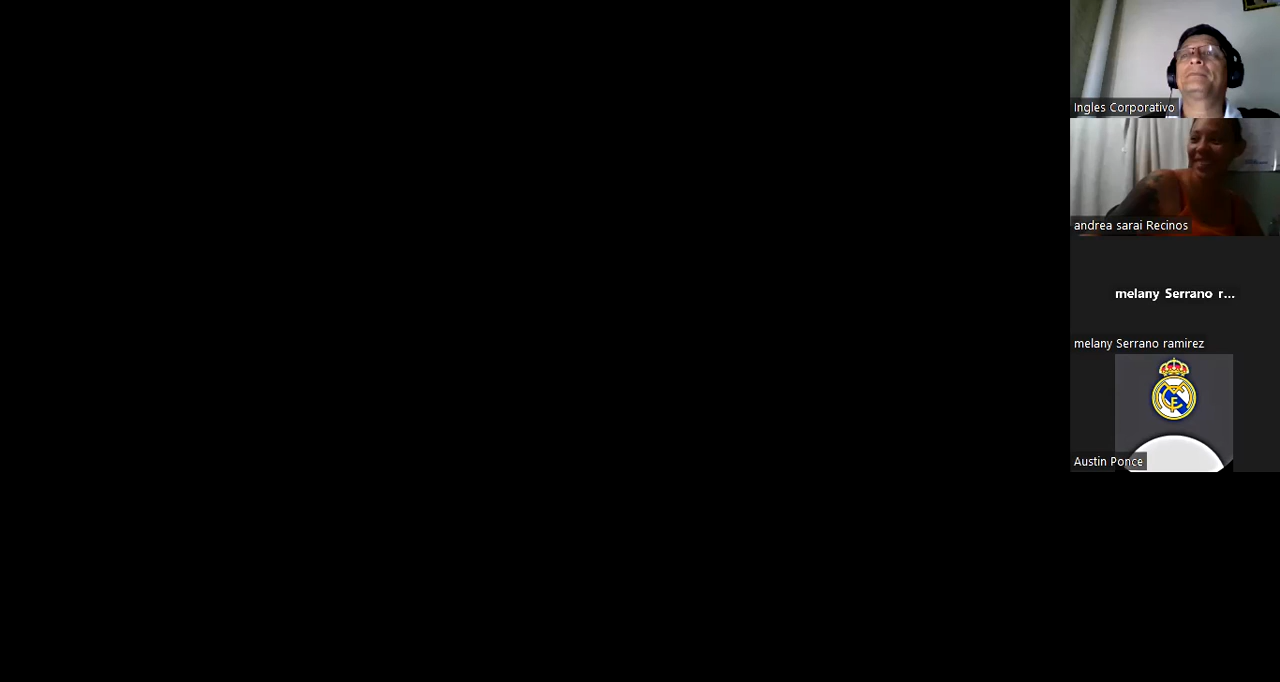 Ingles Corporativo
andrea sarai Recinos
melany Serrano r...
melany Serrano ramirez
Austin Ponce